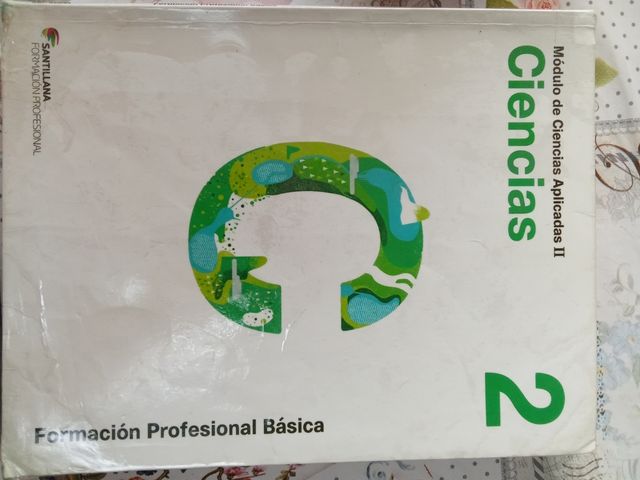 Módulo de Ciencias Aplicadas II
Ciencias
2
SANTILLANA
FORMACIÓN PROFESIONAL
Formación Profesional Básica